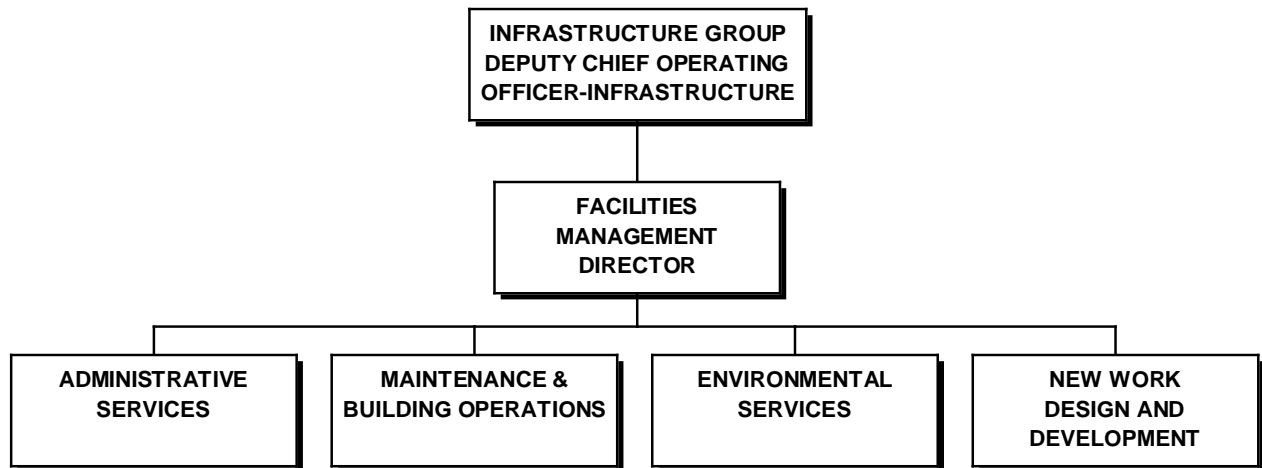 INFRASTRUCTURE GROUP
DEPUTY CHIEF OPERATING
OFFICER-INFRASTRUCTURE
FACILITIES
MANAGEMENT
DIRECTOR
ADMINISTRATIVE
SERVICES
MAINTENANCE &
BUILDING OPERATIONS
ENVIRONMENTAL
SERVICES
NEW WORK
DESIGN AND
DEVELOPMENT